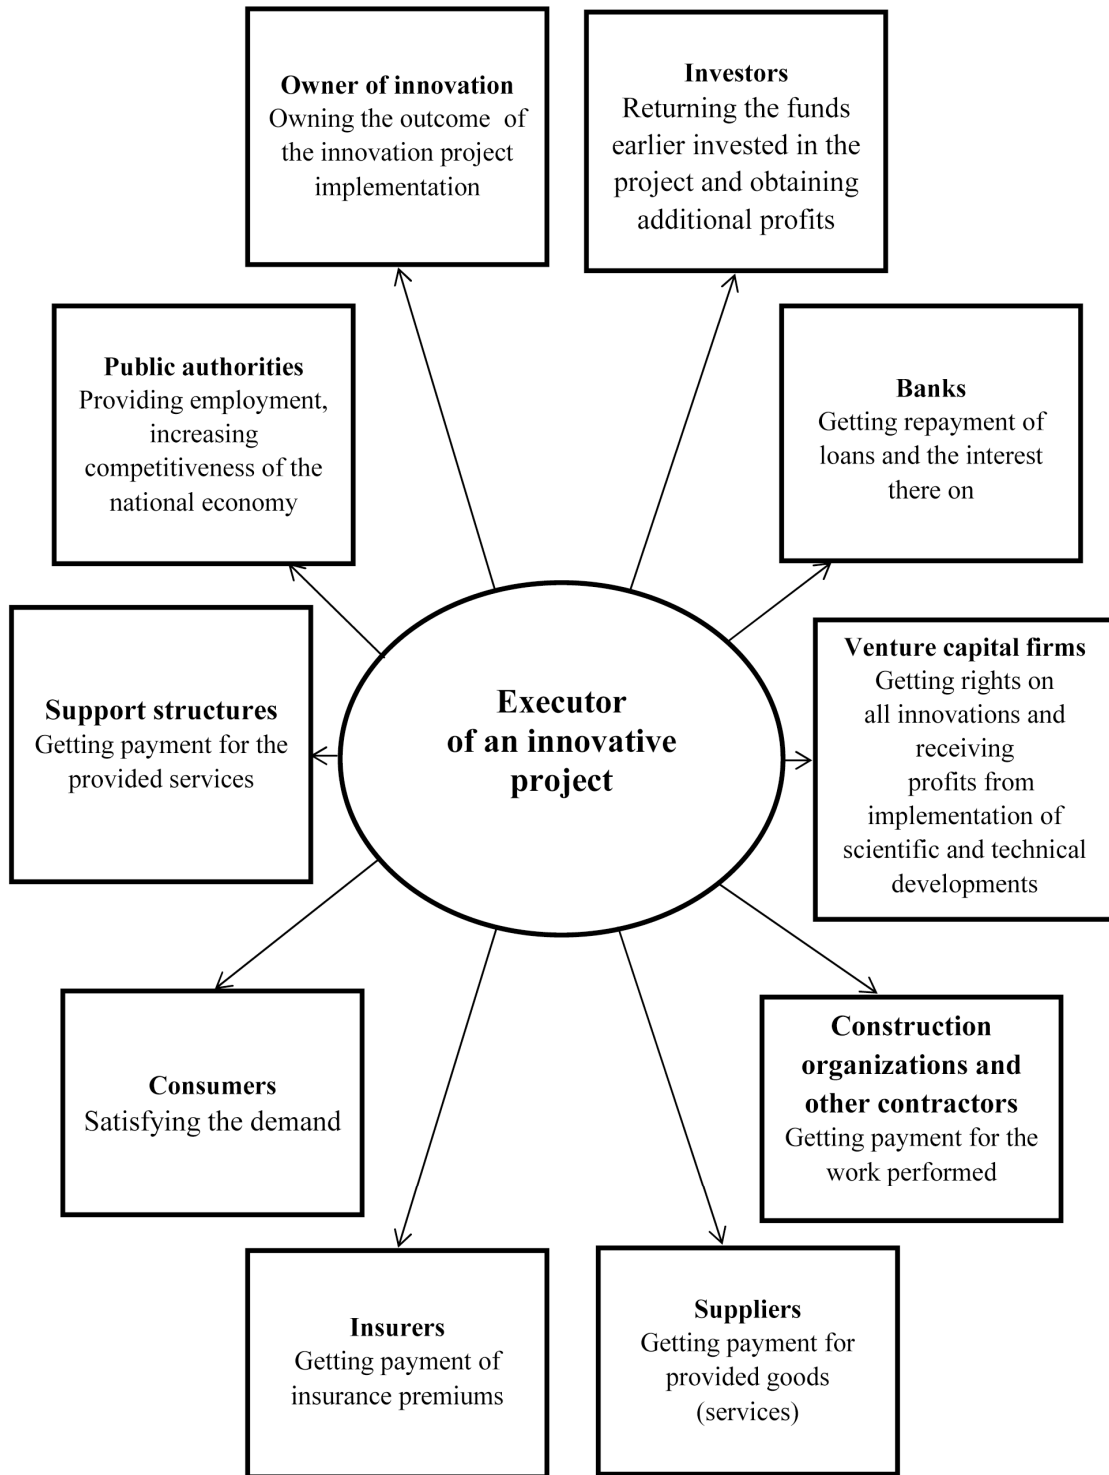 Owner of innovation
Owning the outcome of
the innovation project
implementation
Investors
Returning the funds
earlier invested in the
project and obtaining
additional profits
Public authorities
Providing employment,
increasing
competitiveness of the
national economy
Banks
Getting repayment of
loans and the interest
there on
Support structures
Getting payment for the
provided services
Executor
of an innovative
project
Venture capital firms
Getting rights on
all innovations and
receiving
profits from
implementation of
scientific and technical
developments
Consumers
Satisfying the demand
Construction
organizations and
other contractors
Getting payment for the
work performed
Insurers
Getting payment of
insurance premiums
Suppliers
Getting payment for
provided goods
(services)